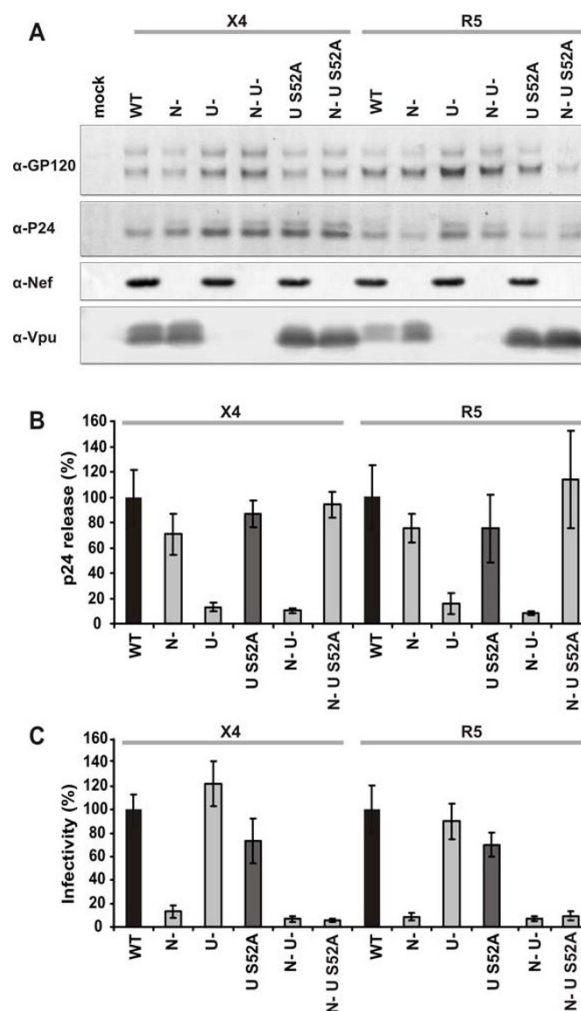 A
X4 R5
mock WT N- U- N- U- U S52A N- U S52A WT N- U- N- U- U S52A N- U S52A
α-GP120
α-P24
α-Nef
α-Vpu
B
X4 R5
p24 release (%)
160
140
120
100
80
60
40
20
0
WT N- U- U S52A N- U- N- U S52A WT N- U- U S52A N- U- N- U S52A
C
X4 R5
Infectivity (%)
160
140
120
100
80
60
40
20
0
WT N- U- U S52A N- U- N- U S52A WT N- U- U S52A N- U- N- U S52A